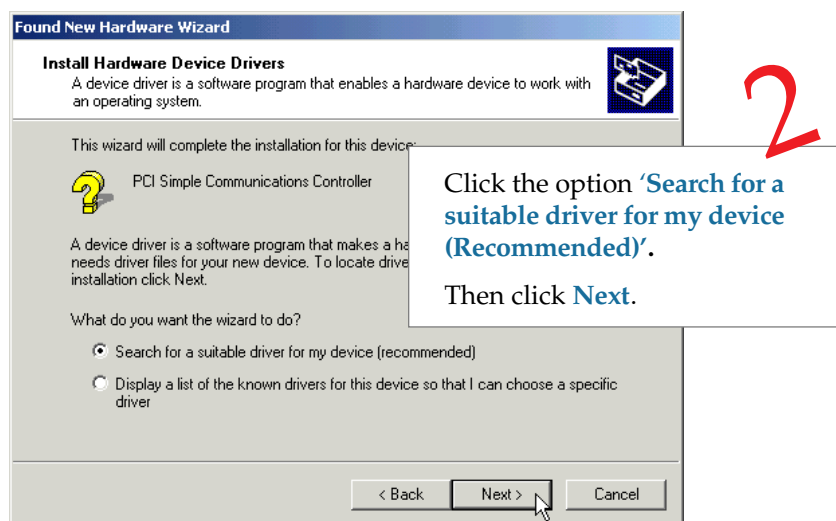 Found New Hardware Wizard
Install Hardware Device Drivers
A device driver is a software program that enables a hardware device to work with
an operating system.
2
This wizard will complete the installation for this device:
PCI Simple Communications Controller
Click the option ‘Search for a
suitable driver for my device
(Recommended)’.
Then click Next.
A device driver is a software program that makes a
needs driver files for your new device. To locate
installation click Next.
What do you want the wizard to do?
Search for a suitable driver for my device (recommended)
Display a list of the known drivers for this device so that I can choose a specific
driver
< Back
Next >
Cancel